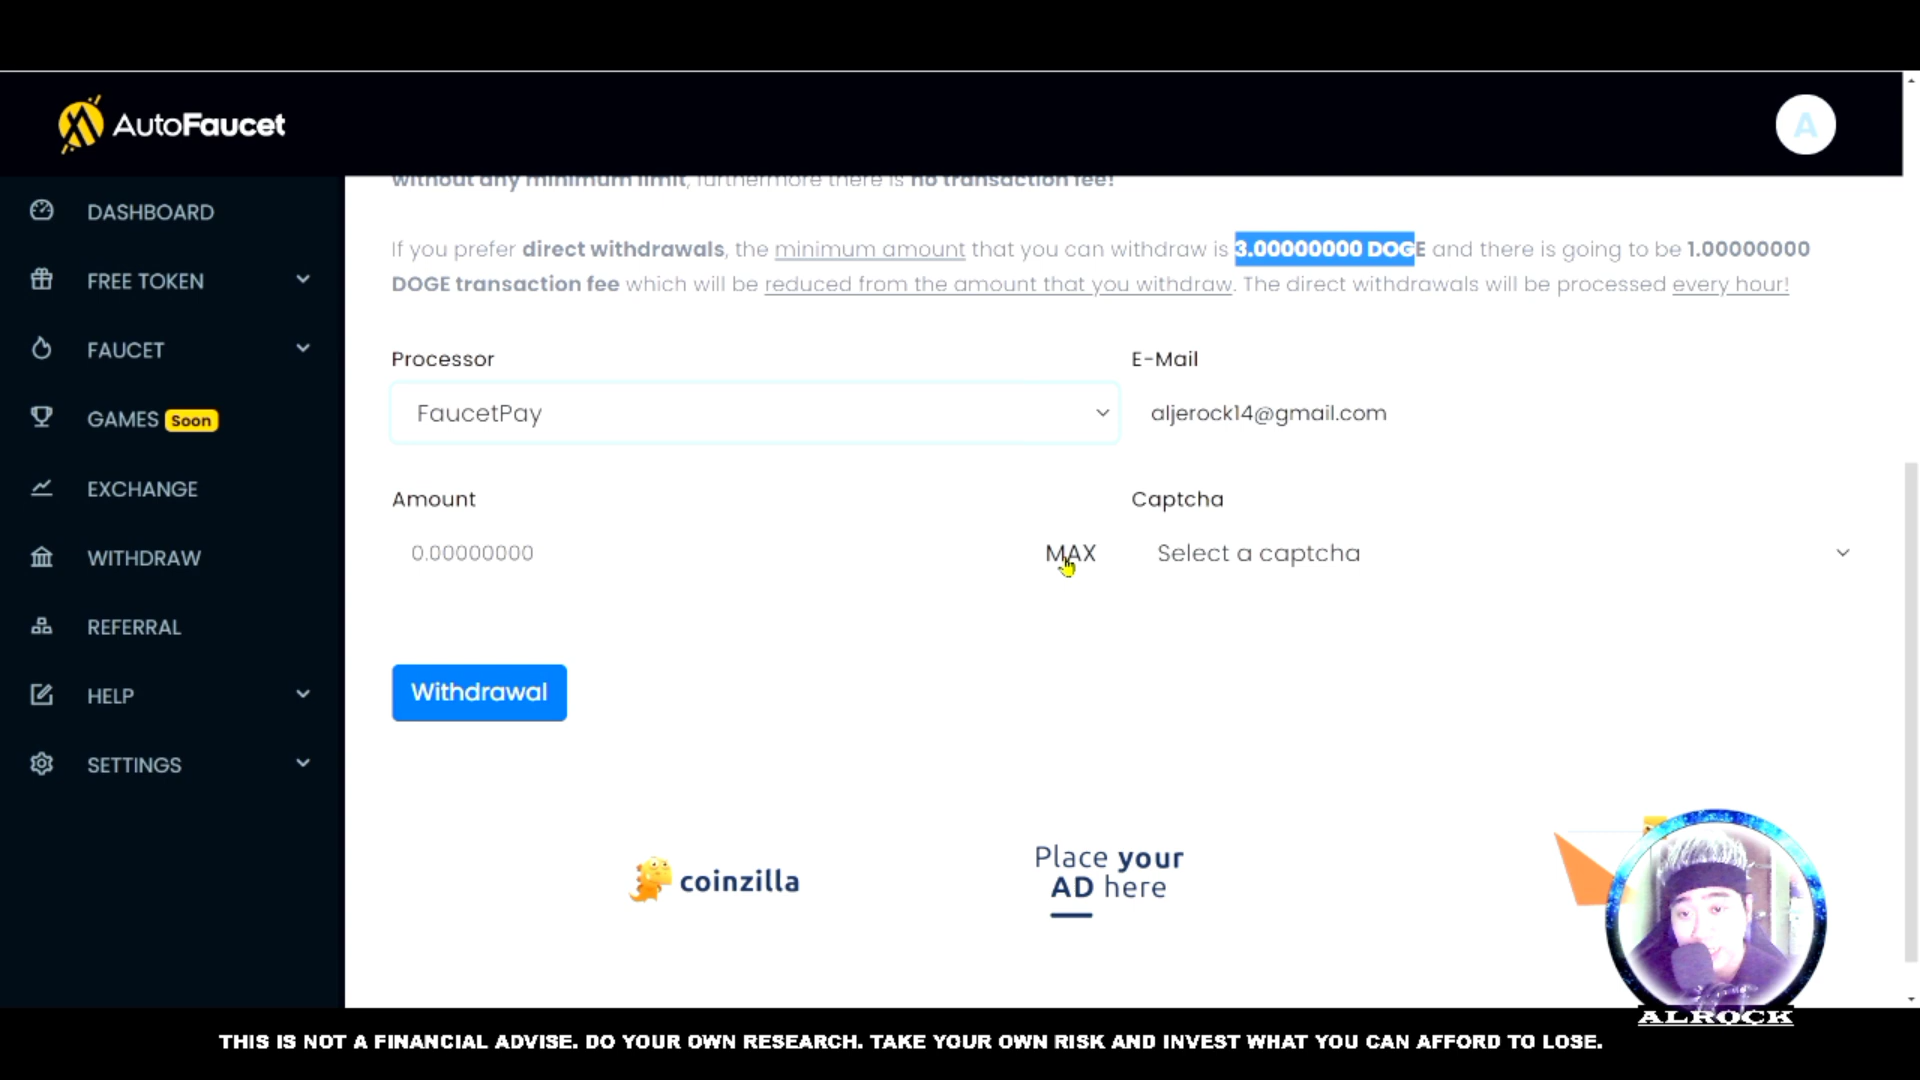 AutoFaucet
A
without any minimum limit, furthermore there is no transaction fee!
DASHBOARD
FREE TOKEN
FAUCET
GAMES Soon
EXCHANGE
WITHDRAW
REFERRAL
HELP
SETTINGS
If you prefer direct withdrawals, the minimum amount that you can withdraw is 3.00000000 DOGE and there is going to be 1.00000000
DOGE transaction fee which will be reduced from the amount that you withdraw. The direct withdrawals will be processed every hour!
Processor
E-Mail
FaucetPay
aljerock14@gmail.com
Amount
Captcha
0.00000000
MAX
Select a captcha
Withdrawal
coinzilla
Place your
AD here
ALROCK
THIS IS NOT A FINANCIAL ADVISE. DO YOUR OWN RESEARCH. TAKE YOUR OWN RISK AND INVEST WHAT YOU CAN AFFORD TO LOSE.